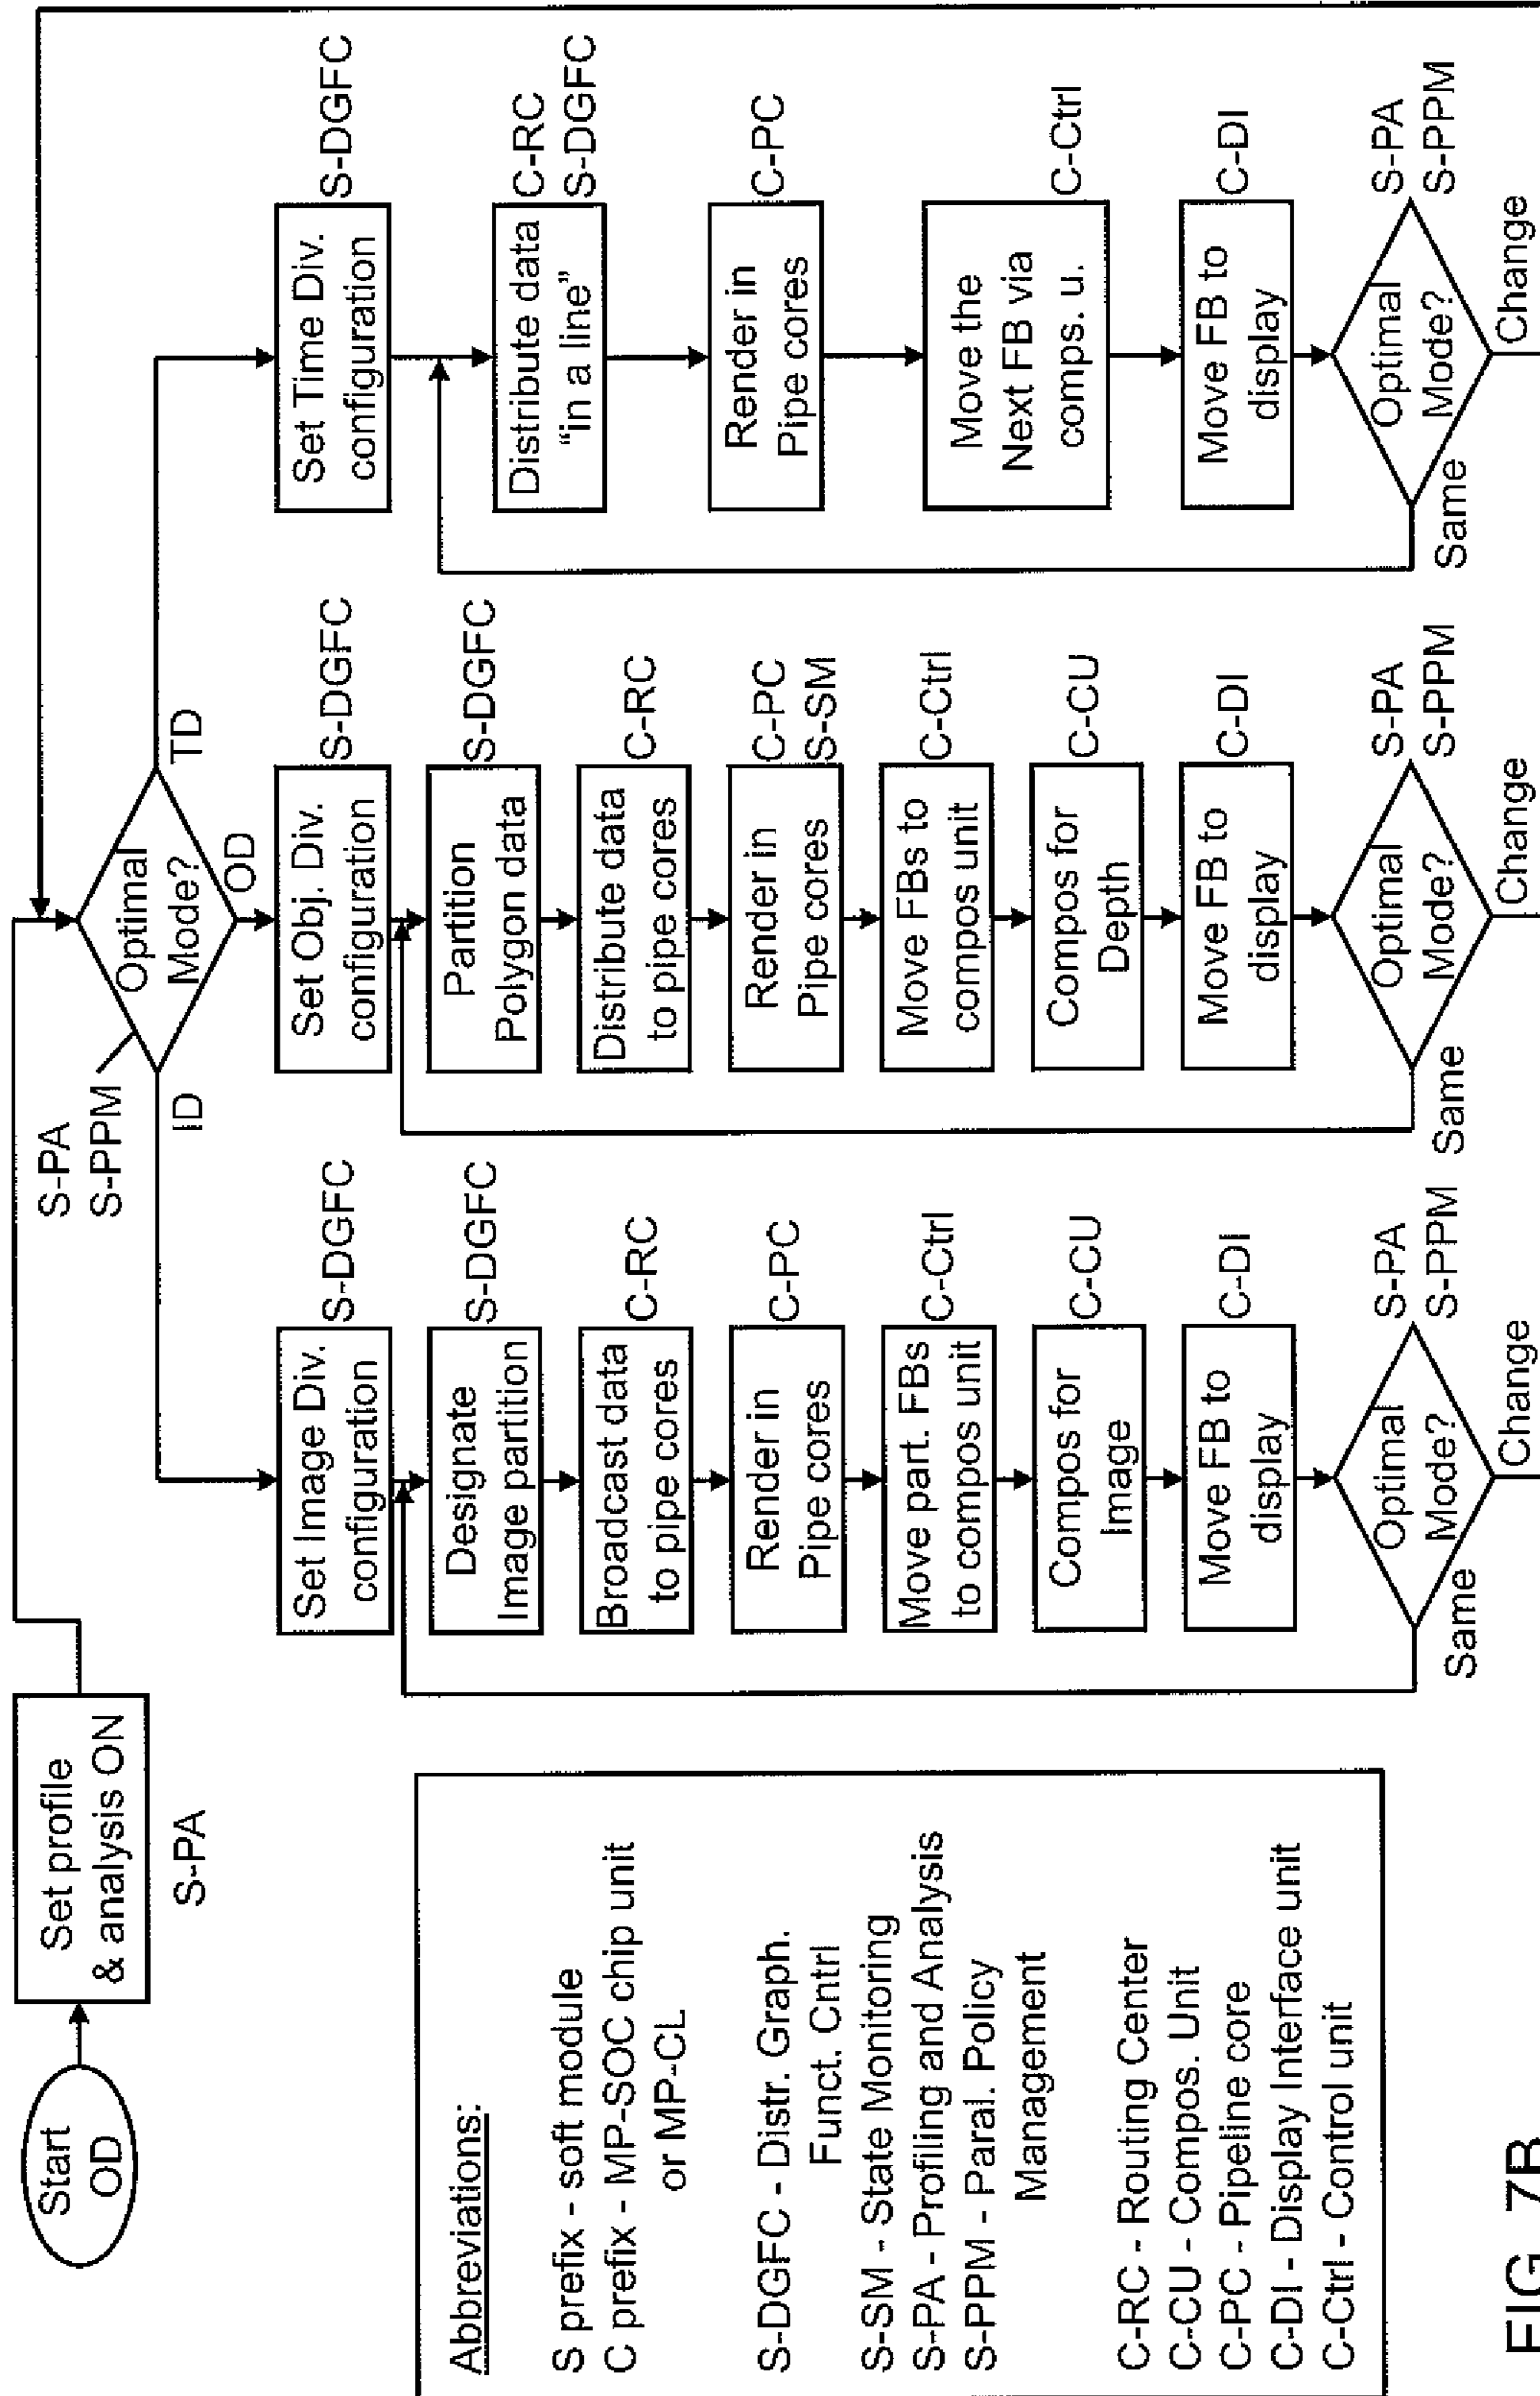 Start
OD
Set profile
& analysis ON
S-PA
S-PA
S-PPM
Optimal
Mode?
ID
OD
TD
Set Image Div.
configuration
S-DGFC
Designate
Image partition
S-DGFC
Broadcast data
to pipe cores
C-RC
Render in
Pipe cores
C-PC
Move part. FBs
to compos unit
C-Ctrl
Compos for
Image
C-CU
Move FB to
display
C-DI
Optimal
Mode?
S-PA
S-PPM
Same
Change
Set Obj. Div.
configuration
S-DGFC
Partition
Polygon data
S-DGFC
Distribute data
to pipe cores
C-RC
Render in
Pipe cores
C-PC
S-SM
Move FBs to
compos unit
C-Ctrl
Compos for
Depth
C-CU
Move FB to
display
C-DI
Optimal
Mode?
S-PA
S-PPM
Same
Change
Set Time Div.
configuration
S-DGFC
Distribute data
“in a line”
C-RC
S-DGFC
Render in
Pipe cores
C-PC
Move the
Next FB via
comps. u.
C-Ctrl
Move FB to
display
C-DI
Optimal
Mode?
S-PA
S-PPM
Same
Change
Abbreviations:
S prefix - soft module
C prefix - MP-SOC chip unit
or MP-CL
S-DGFC - Distr. Graph.
Funct. Cntrl
S-SM - State Monitoring
S-PA - Profiling and Analysis
S-PPM - Paral. Policy
Management
C-RC - Routing Center
C-CU - Compos. Unit
C-PC - Pipeline core
C-DI - Display Interface unit
C-Ctrl - Control unit
FIG. 7B